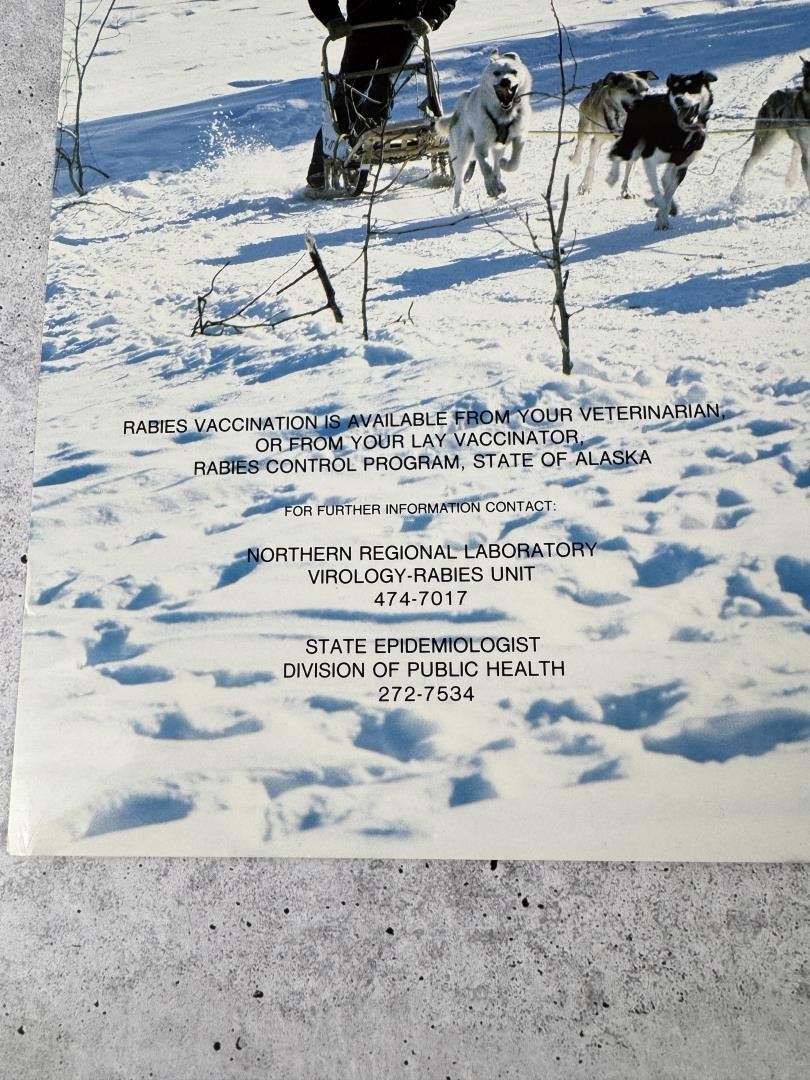 RABIES VACCINATION IS AVAILABLE FROM YOUR VETERINARIAN,
OR FROM YOUR LAY VACCINATOR,
RABIES CONTROL PROGRAM, STATE OF ALASKA
FOR FURTHER INFORMATION CONTACT:
NORTHERN REGIONAL LABORATORY
VIROLOGY-RABIES UNIT
474-7017
STATE EPIDEMIOLOGIST
DIVISION OF PUBLIC HEALTH
272-7534